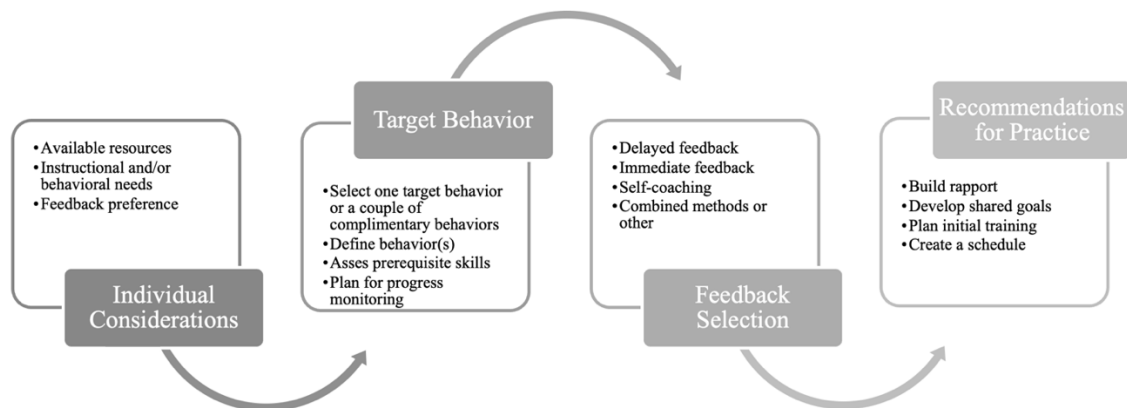 •Available resources
•Instructional and/or
behavioral needs
•Feedback preference
Individual
Considerations
Target Behavior
•Select one target behavior
or a couple of
complimentary behaviors
•Define behavior(s)
•Asses prerequisite skills
•Plan for progress
monitoring
•Delayed feedback
•Immediate feedback
•Self-coaching
•Combined methods or
other
Feedback
Selection
Recommendations
for Practice
•Build rapport
•Develop shared goals
•Plan initial training
•Create a schedule